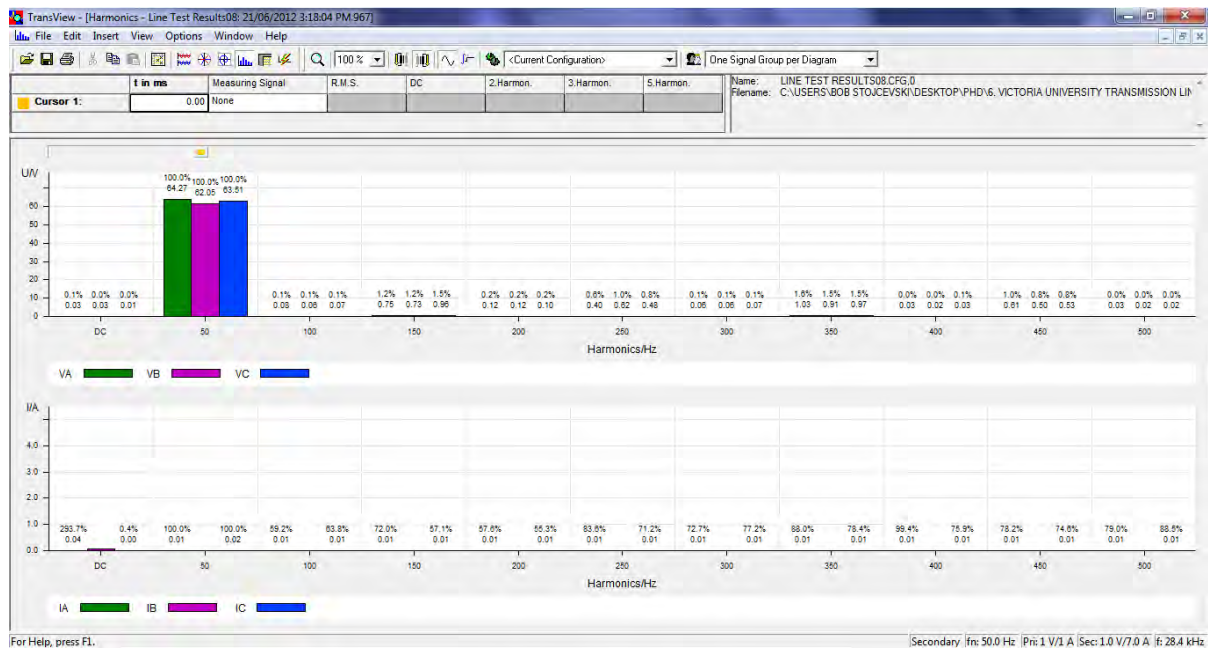 TransView - [Harmonics - Line Test Results08: 21/06/2012 3:18:04 PM.967]
File Edit Insert View Options Window Help
100 % <Current Configuration> One Signal Group per Diagram
t in ms Measuring Signal R.M.S. DC 2.Harmon. 3.Harmon. 5.Harmon. Name: LINE TEST RESULTS08.CFG,0
Cursor 1: 0.00 None Filename: C:\USERS\BOB STOJCEVSKI\DESKTOP\PHD\6. VICTORIA UNIVERSITY TRANSMISSION LIN
U/V
100.0% 100.0% 100.0%
64.27 62.05 63.51
60
50
40
30
20
10
0
0.1% 0.0% 0.0% 0.1% 0.1% 0.1% 1.2% 1.2% 1.5% 0.2% 0.2% 0.2% 0.6% 1.0% 0.8% 0.1% 0.1% 0.1% 1.6% 1.5% 1.5% 0.0% 0.0% 0.1% 1.0% 0.8% 0.8% 0.0% 0.0% 0.0%
0.03 0.03 0.01 0.08 0.06 0.07 0.75 0.73 0.96 0.12 0.12 0.10 0.40 0.62 0.48 0.06 0.06 0.07 1.03 0.91 0.97 0.03 0.02 0.03 0.61 0.50 0.53 0.03 0.02 0.02
DC 50 100 150 200 250 300 350 400 450 500
Harmonics/Hz
VA VB VC
I/A
4.0
3.0
2.0
1.0
0.0
293.7% 0.4% 100.0% 100.0% 59.2% 63.8% 72.0% 57.1% 57.6% 55.3% 83.6% 71.2% 72.7% 77.2% 88.0% 78.4% 99.4% 75.9% 78.2% 74.6% 79.0% 88.5%
0.04 0.00 0.01 0.02 0.01 0.01 0.01 0.01 0.01 0.01 0.01 0.01 0.01 0.01 0.01 0.01 0.01 0.01 0.01 0.01 0.01 0.01
DC 50 100 150 200 250 300 350 400 450 500
Harmonics/Hz
IA IB IC
For Help, press F1. Secondary fn: 50.0 Hz Pri: 1 V/1 A Sec: 1.0 V/7.0 A f: 28.4 kHz